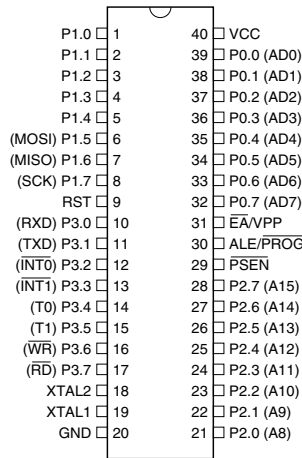 P1.0 1 40 VCC
P1.1 2 39 P0.0 (AD0)
P1.2 3 38 P0.1 (AD1)
P1.3 4 37 P0.2 (AD2)
P1.4 5 36 P0.3 (AD3)
(MOSI) P1.5 6 35 P0.4 (AD4)
(MISO) P1.6 7 34 P0.5 (AD5)
(SCK) P1.7 8 33 P0.6 (AD6)
RST 9 32 P0.7 (AD7)
(RXD) P3.0 10 31 E̅A̅/VPP
(TXD) P3.1 11 30 ALE/P̅R̅O̅G̅
(I̅N̅T̅0̅) P3.2 12 29 P̅S̅E̅N̅
(I̅N̅T̅1̅) P3.3 13 28 P2.7 (A15)
(T0) P3.4 14 27 P2.6 (A14)
(T1) P3.5 15 26 P2.5 (A13)
(W̅R̅) P3.6 16 25 P2.4 (A12)
(R̅D̅) P3.7 17 24 P2.3 (A11)
XTAL2 18 23 P2.2 (A10)
XTAL1 19 22 P2.1 (A9)
GND 20 21 P2.0 (A8)